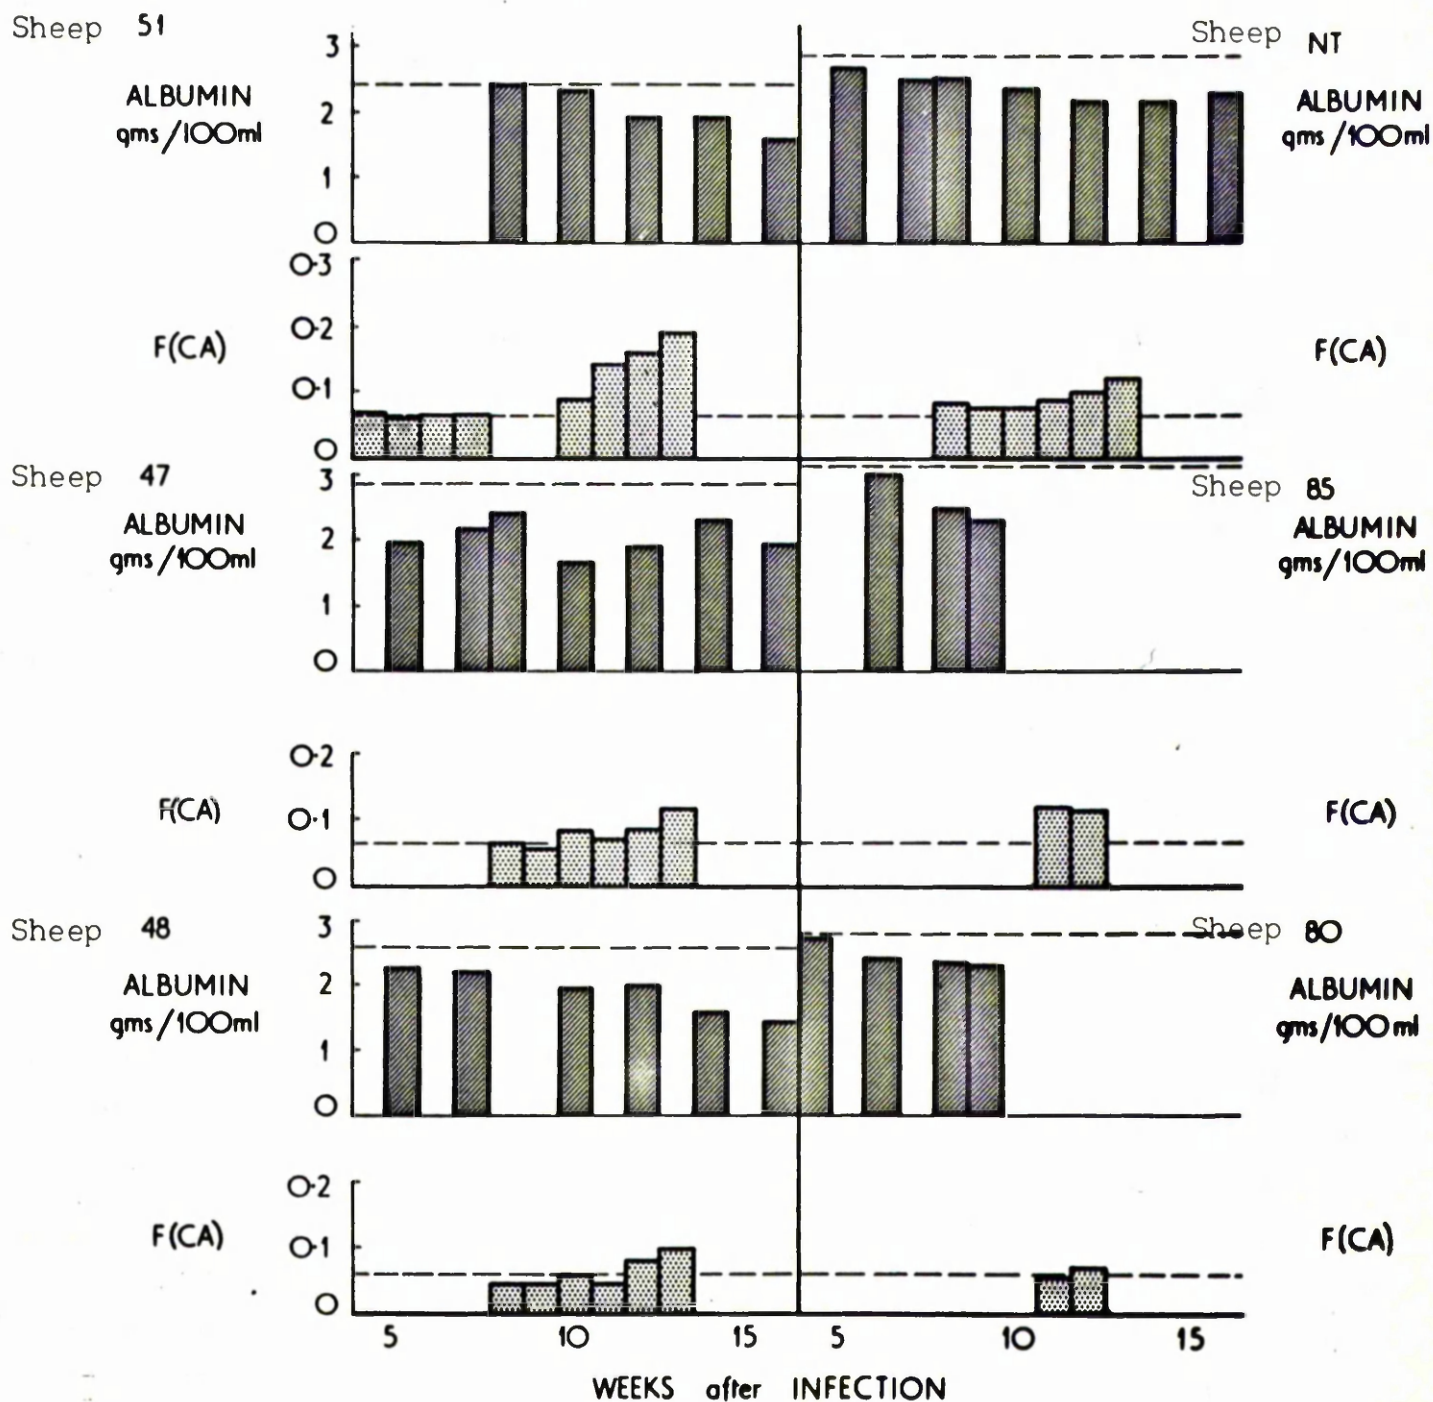 Sheep 51
ALBUMIN
gms/100ml
3
2
1
0
Sheep NT
ALBUMIN
gms/100ml
F(CA)
0·3
0·2
0·1
0
F(CA)
Sheep 47
ALBUMIN
gms/100ml
3
2
1
0
Sheep 85
ALBUMIN
gms/100ml
F(CA)
0·2
0·1
0
F(CA)
Sheep 48
ALBUMIN
gms/100ml
3
2
1
0
Sheep 80
ALBUMIN
gms/100ml
F(CA)
0·2
0·1
0
F(CA)
5 10 15 5 10 15
WEEKS after INFECTION